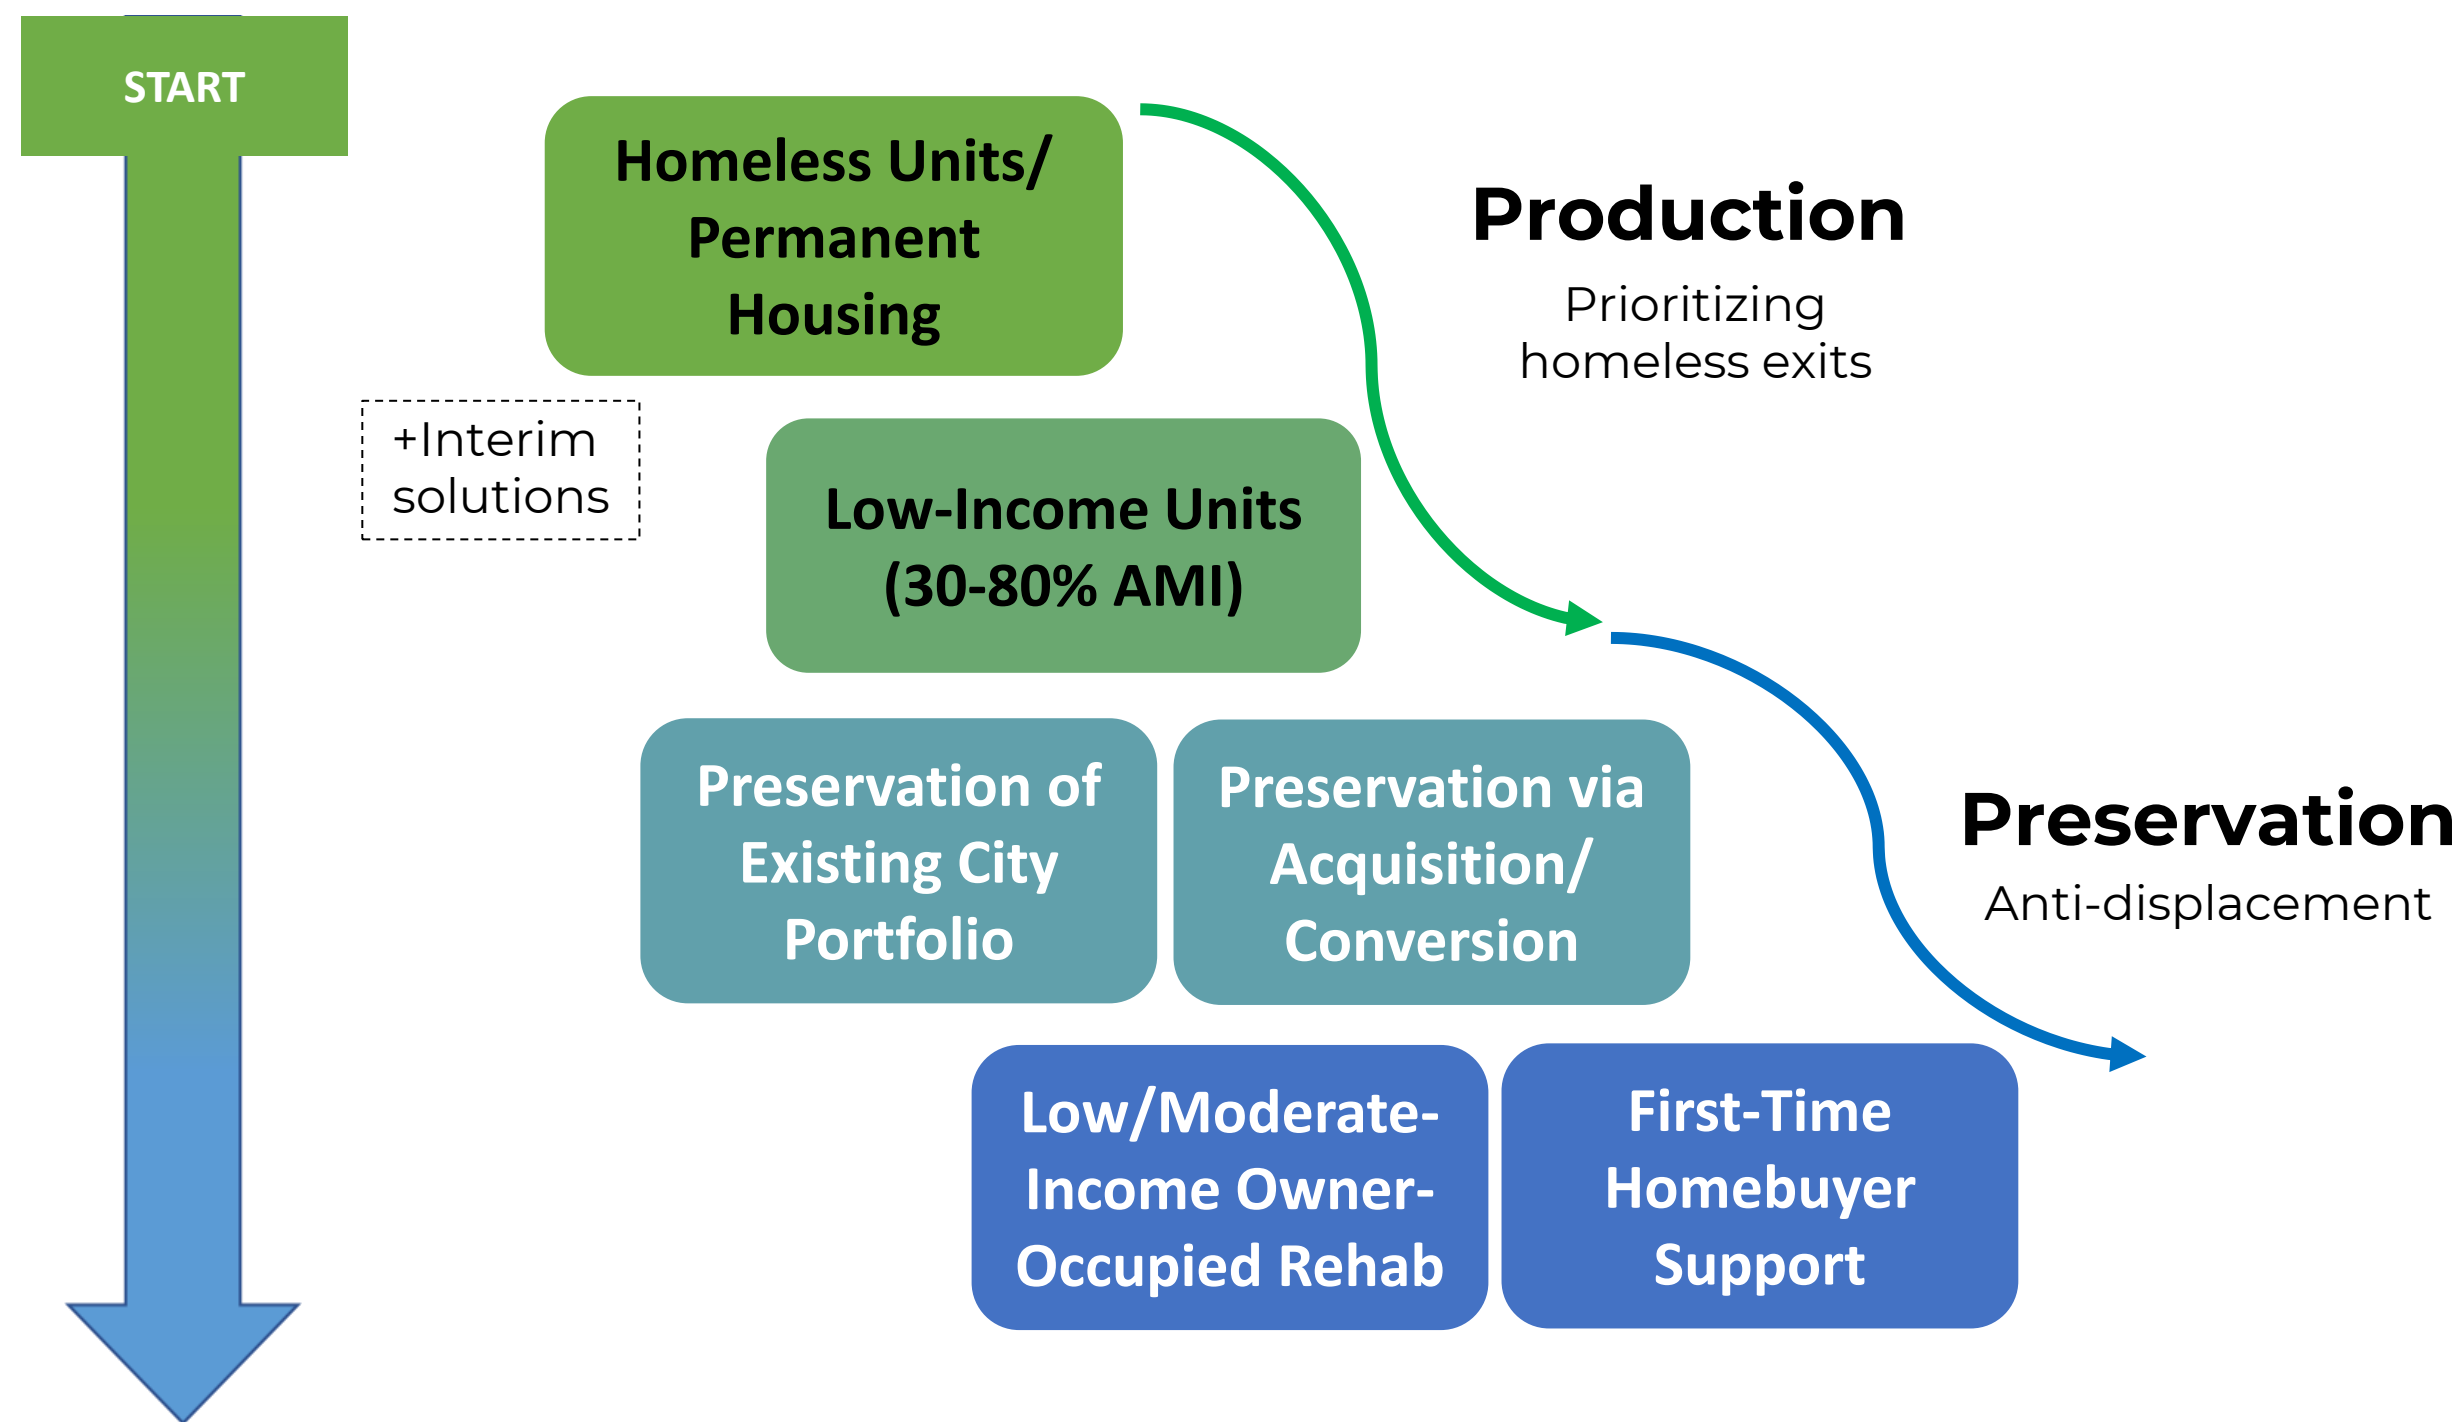 START
Homeless Units/
Permanent
Housing
Production
Prioritizing
homeless exits
+Interim
solutions
Low-Income Units
(30-80% AMI)
Preservation of
Existing City
Portfolio
Preservation via
Acquisition/
Conversion
Preservation
Anti-displacement
Low/Moderate-
Income Owner-
Occupied Rehab
First-Time
Homebuyer
Support